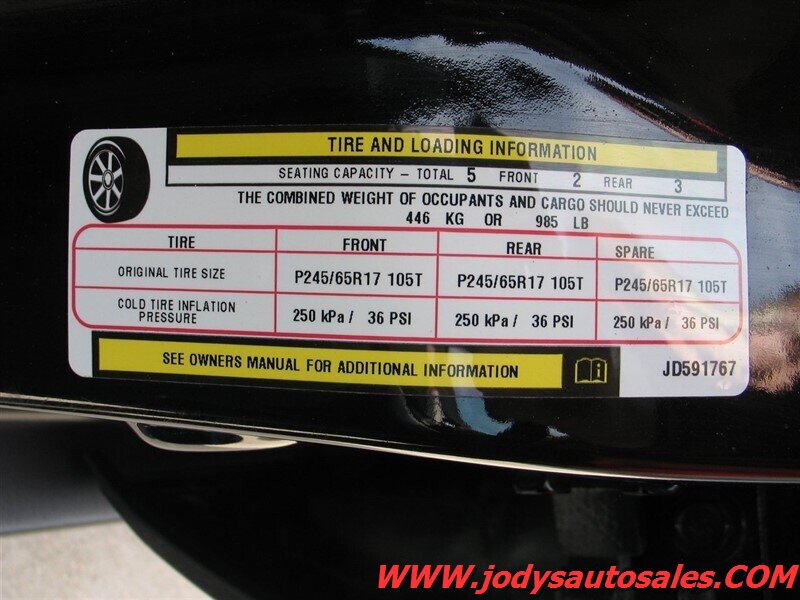 TIRE AND LOADING INFORMATION
SEATING CAPACITY – TOTAL 5 FRONT 2 REAR 3
THE COMBINED WEIGHT OF OCCUPANTS AND CARGO SHOULD NEVER EXCEED
446 KG OR 985 LB
TIRE FRONT REAR SPARE
ORIGINAL TIRE SIZE P245/65R17 105T P245/65R17 105T P245/65R17 105T
COLD TIRE INFLATION
PRESSURE 250 kPa / 36 PSI 250 kPa / 36 PSI 250 kPa / 36 PSI
SEE OWNERS MANUAL FOR ADDITIONAL INFORMATION JD591767
WWW.jodysautosales.COM